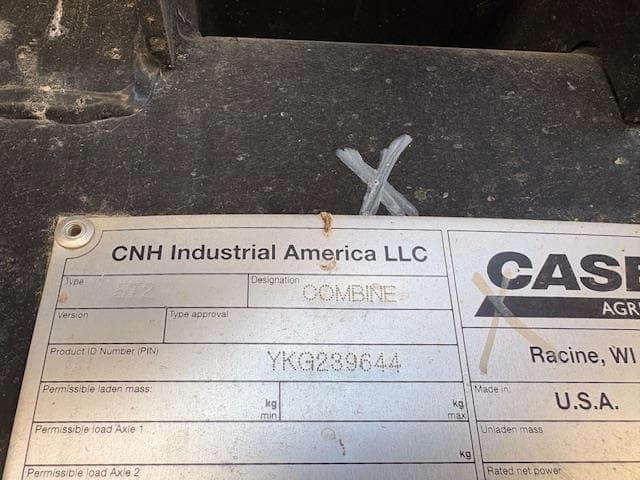 CNH Industrial America LLC
Type
Designation
COMBINE
Version
Type approval
Product ID Number (PIN)
YKG239644
Permissible laden mass:
kg
min
kg
max
Permissible load Axle 1
kg
Permissible load Axle 2
CASE
AGRI
Racine, WI
Made in:
U.S.A.
Unladen mass
Rated net power